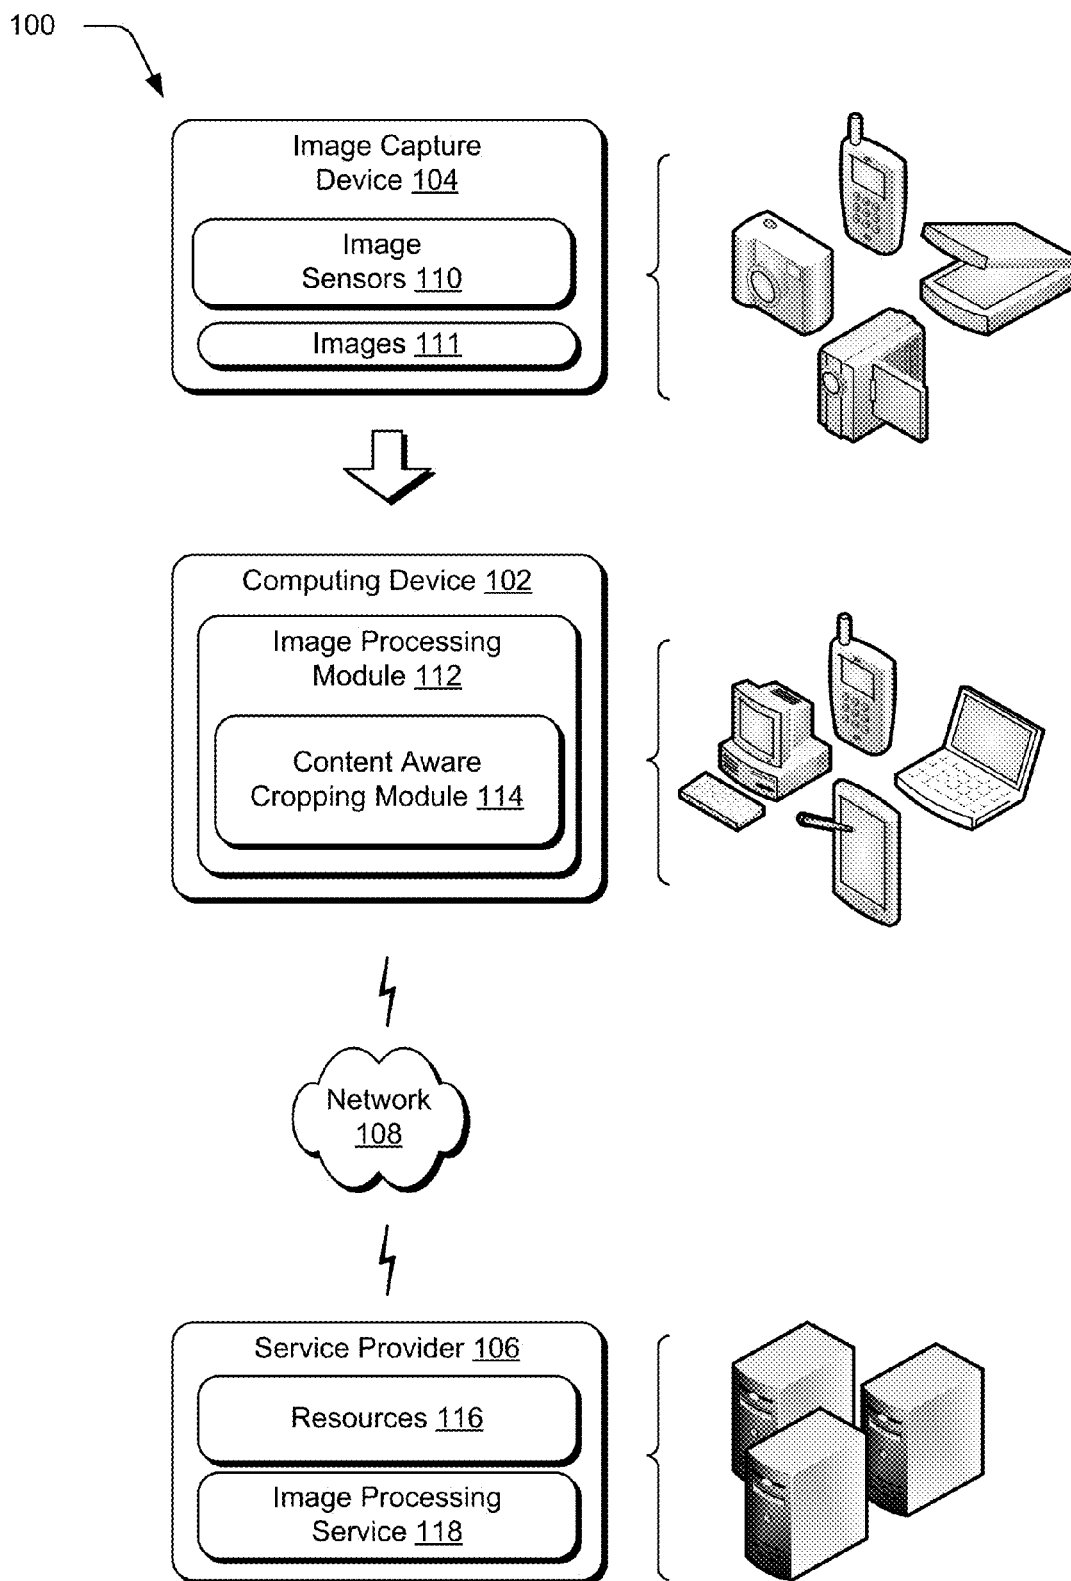 100
Image Capture
Device 104
Image
Sensors 110
Images 111
Computing Device 102
Image Processing
Module 112
Content Aware
Cropping Module 114
Network
108
Service Provider 106
Resources 116
Image Processing
Service 118